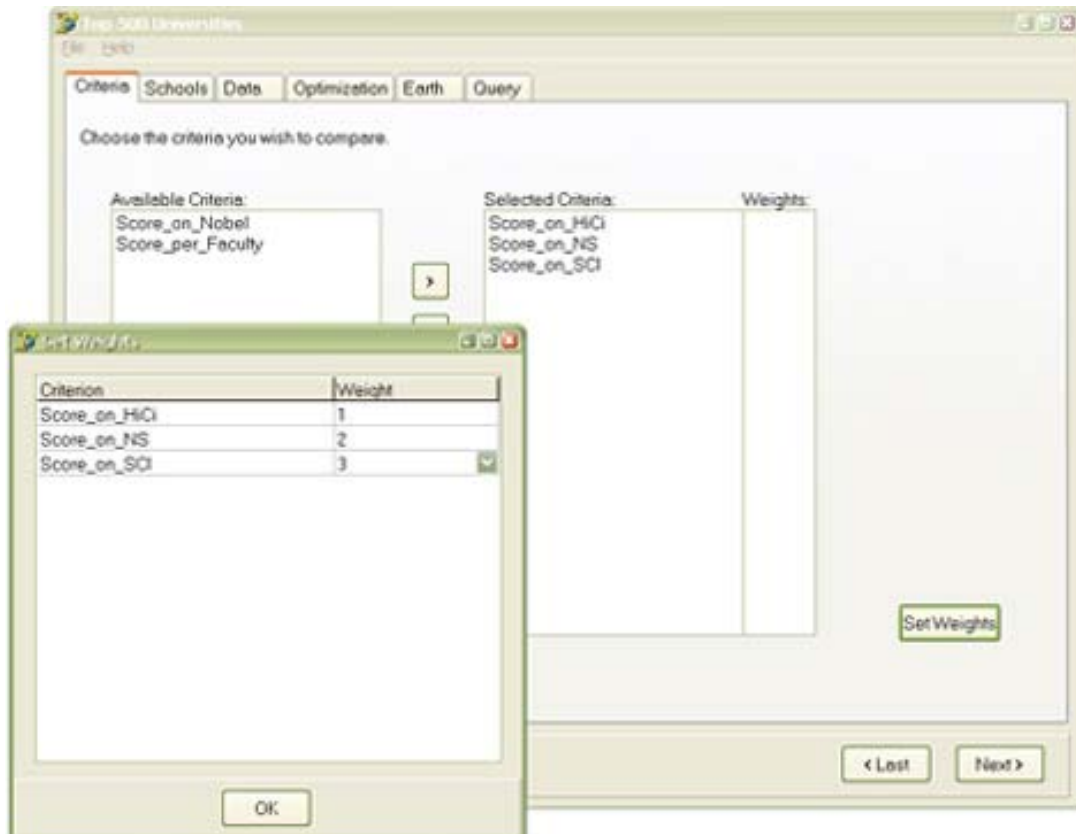 Top 500 Universities
File Help
Criteria Schools Data Optimization Earth Query
Choose the criteria you wish to compare.
Available Criteria:
Score_on_Nobel
Score_per_Faculty
>
Selected Criteria: Weights:
Score_on_HiCi
Score_on_NS
Score_on_SCI
Set Weights
< Last Next >
Set Weights
Criterion Weight
Score_on_HiCi 1
Score_on_NS 2
Score_on_SCI 3
OK